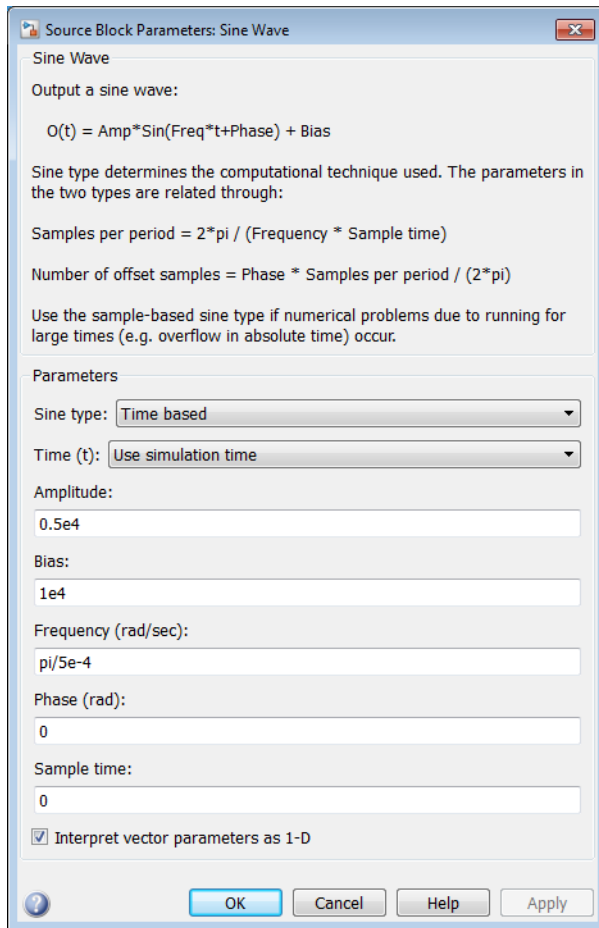 Source Block Parameters: Sine Wave
Sine Wave
Output a sine wave:
O(t) = Amp*Sin(Freq*t+Phase) + Bias
Sine type determines the computational technique used. The parameters in
the two types are related through:
Samples per period = 2*pi / (Frequency * Sample time)
Number of offset samples = Phase * Samples per period / (2*pi)
Use the sample-based sine type if numerical problems due to running for
large times (e.g. overflow in absolute time) occur.
Parameters
Sine type: Time based
Time (t): Use simulation time
Amplitude:
0.5e4
Bias:
1e4
Frequency (rad/sec):
pi/5e-4
Phase (rad):
0
Sample time:
0
Interpret vector parameters as 1-D
OK Cancel Help Apply